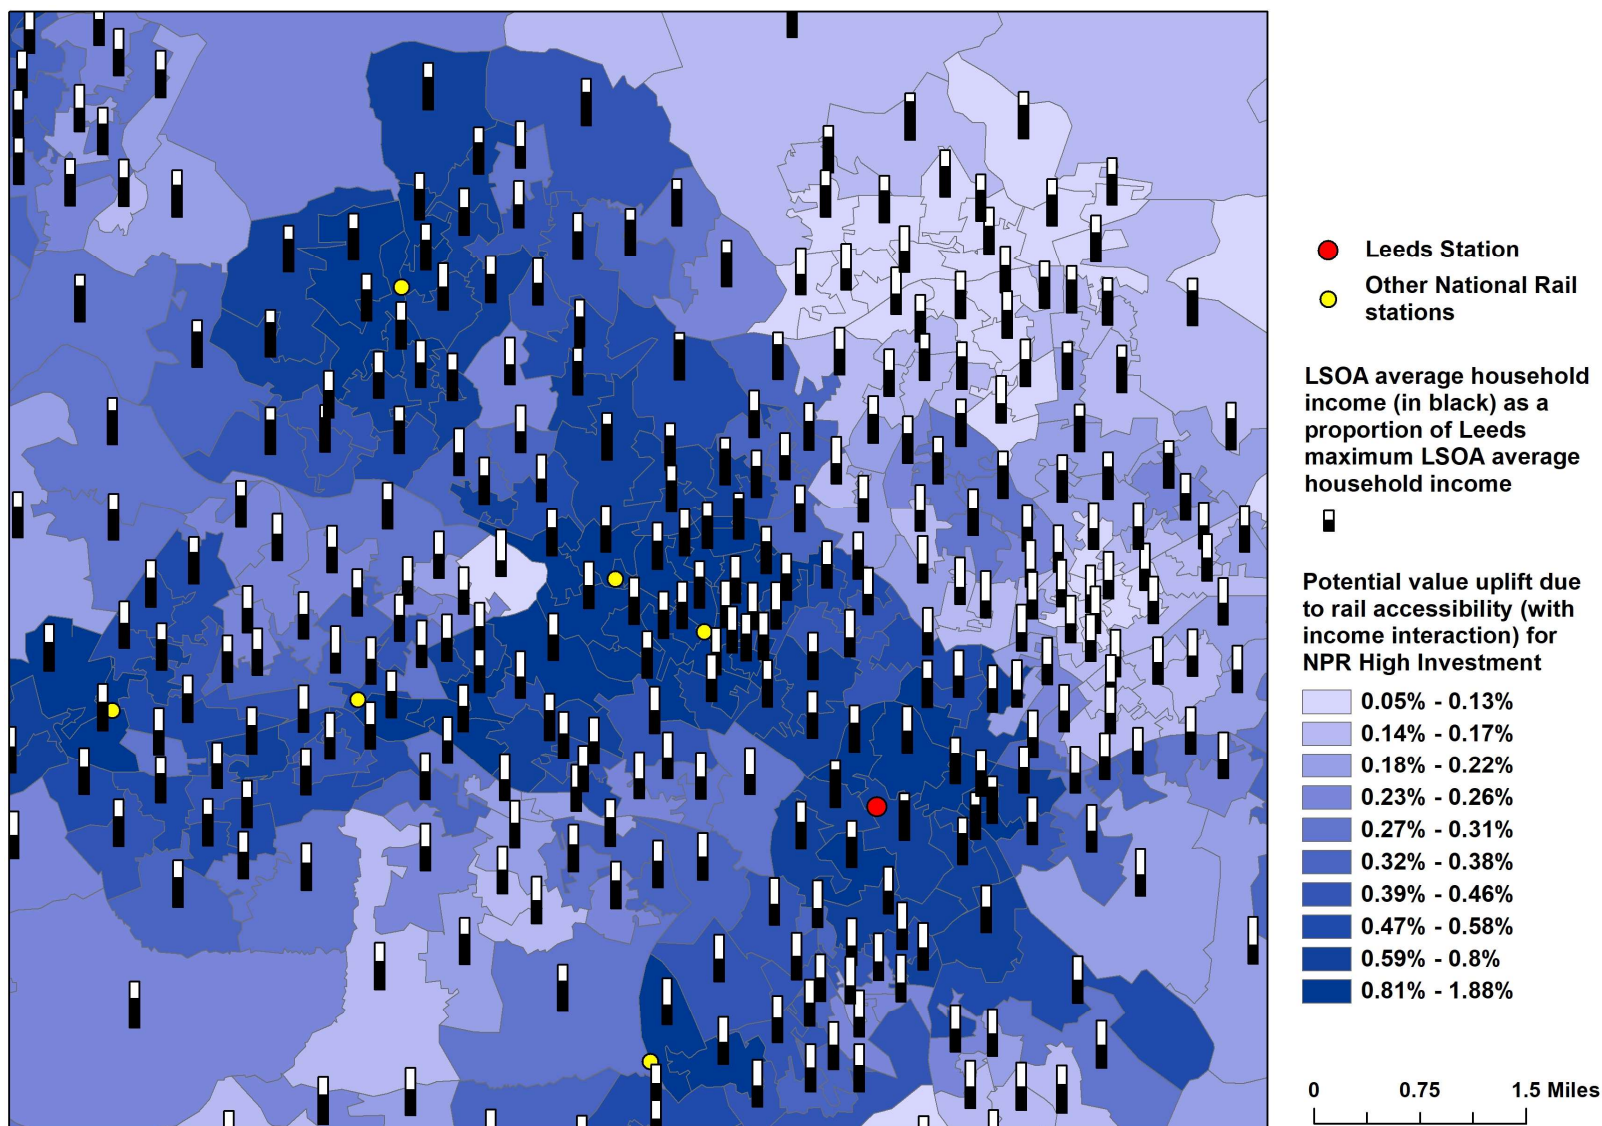 Leeds Station
Other National Rail
stations
LSOA average household
income (in black) as a
proportion of Leeds
maximum LSOA average
household income
Potential value uplift due
to rail accessibility (with
income interaction) for
NPR High Investment
0.05% - 0.13%
0.14% - 0.17%
0.18% - 0.22%
0.23% - 0.26%
0.27% - 0.31%
0.32% - 0.38%
0.39% - 0.46%
0.47% - 0.58%
0.59% - 0.8%
0.81% - 1.88%
0 0.75 1.5 Miles